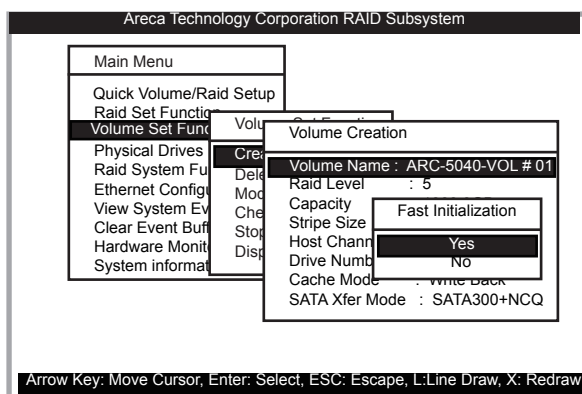 Areca Technology Corporation RAID Subsystem
Main Menu
Quick Volume/Raid Setup
Raid Set Function
Volume Set Func
Physical Drives
Raid System Fu
Ethernet Configu
View System Ev
Clear Event Buff
Hardware Monit
System informat
Volu
Crea
Dele
Mod
Che
Stop
Disp
Volume Creation
Volume Name : ARC-5040-VOL # 01
Raid Level : 5
Capacity
Stripe Size
Host Chann
Drive Numb
Cache Mode : Write Back
SATA Xfer Mode : SATA300+NCQ
Fast Initialization
Yes
No
Arrow Key: Move Cursor, Enter: Select, ESC: Escape, L:Line Draw, X: Redraw